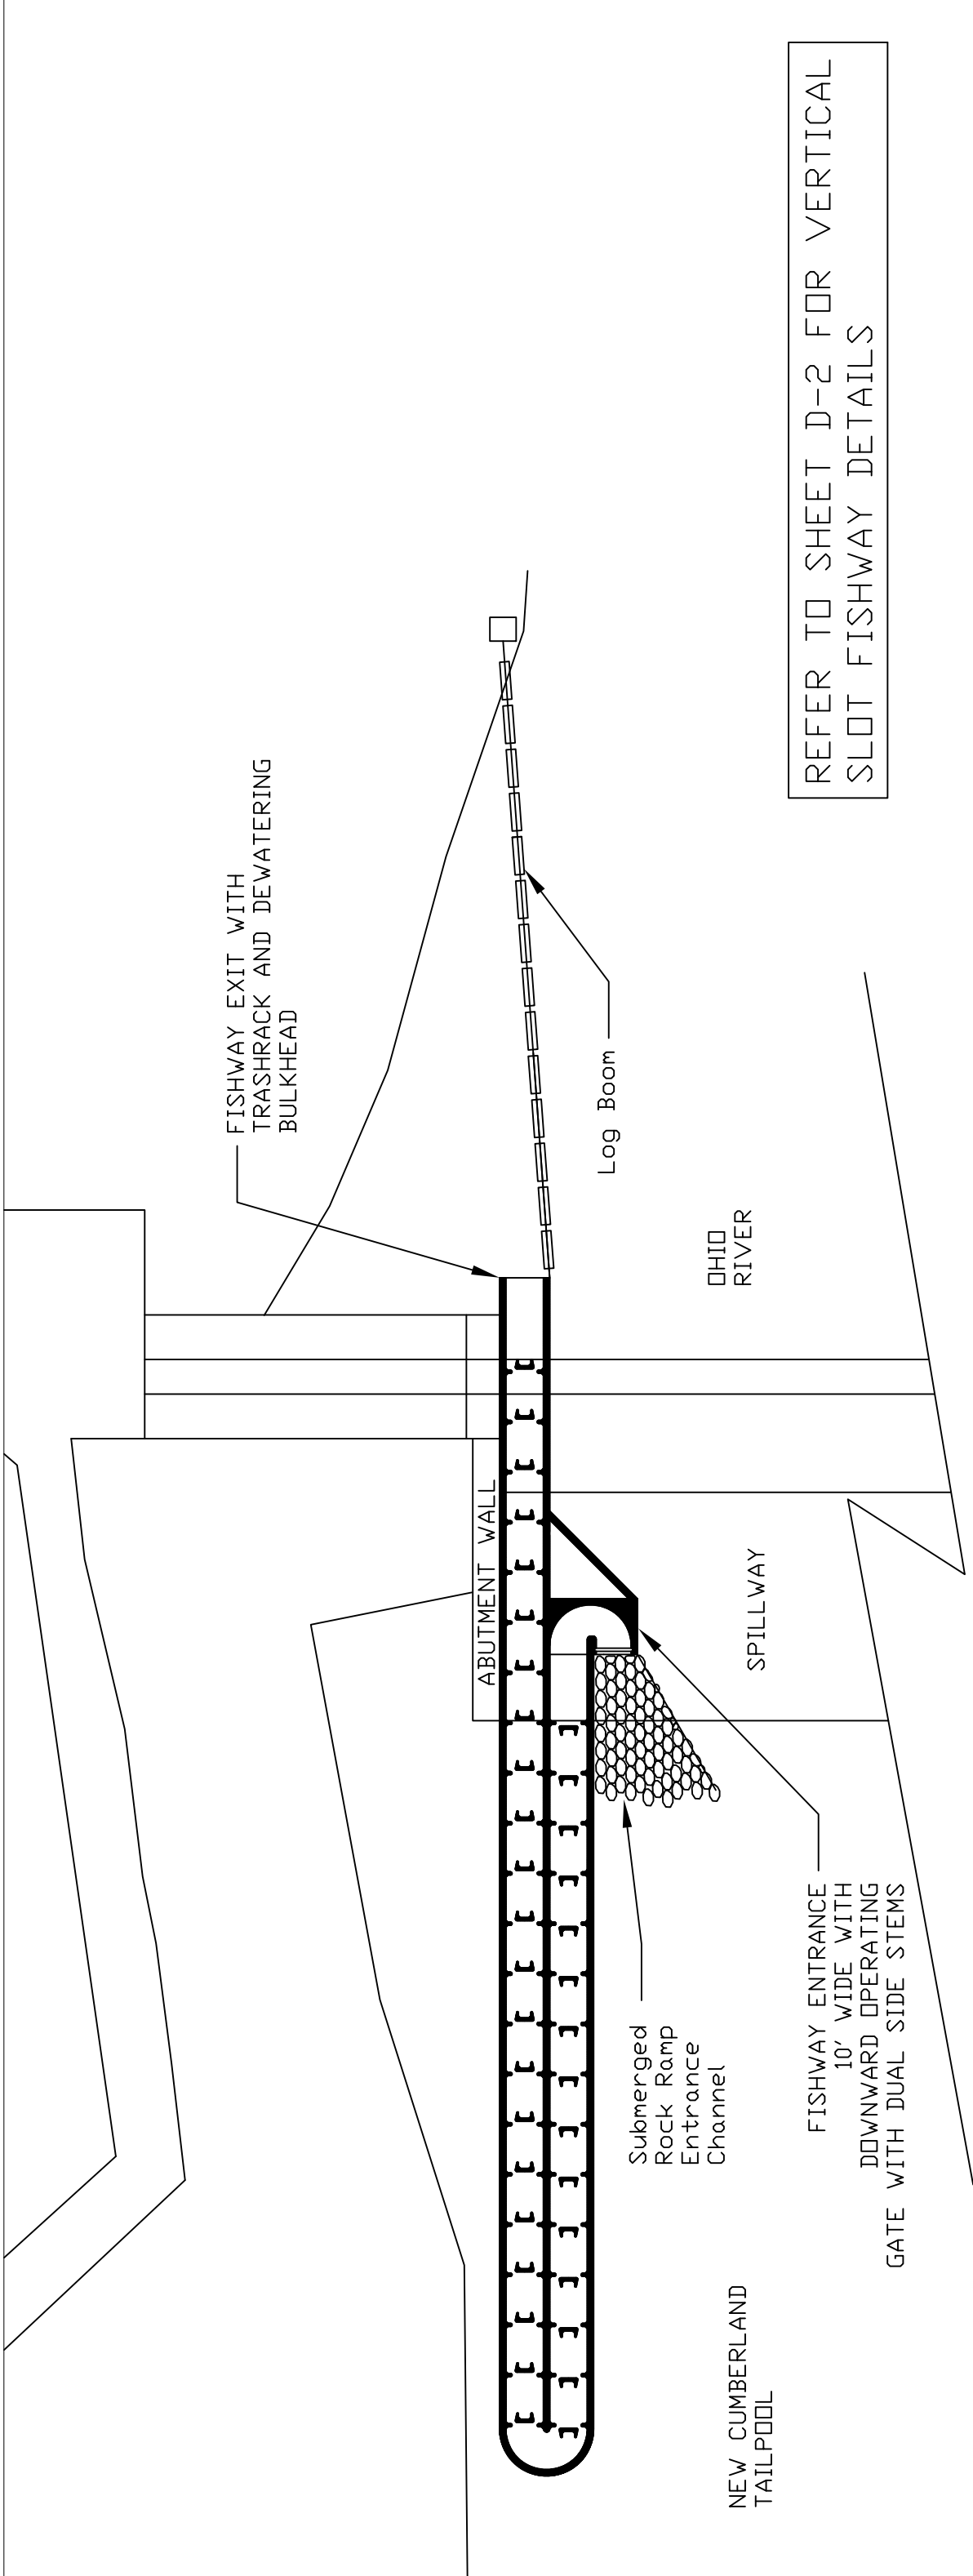 FISHWAY EXIT WITH
TRASHRACK AND DEWATERING
BULKHEAD
ABUTMENT WALL
Log Boom
OHIO
RIVER
SPILLWAY
Submerged
Rock Ramp
Entrance
Channel
NEW CUMBERLAND
TAILPOOL
FISHWAY ENTRANCE
10' WIDE WITH
DOWNWARD OPERATING
GATE WITH DUAL SIDE STEMS
REFER TO SHEET D-2 FOR VERTICAL
SLOT FISHWAY DETAILS